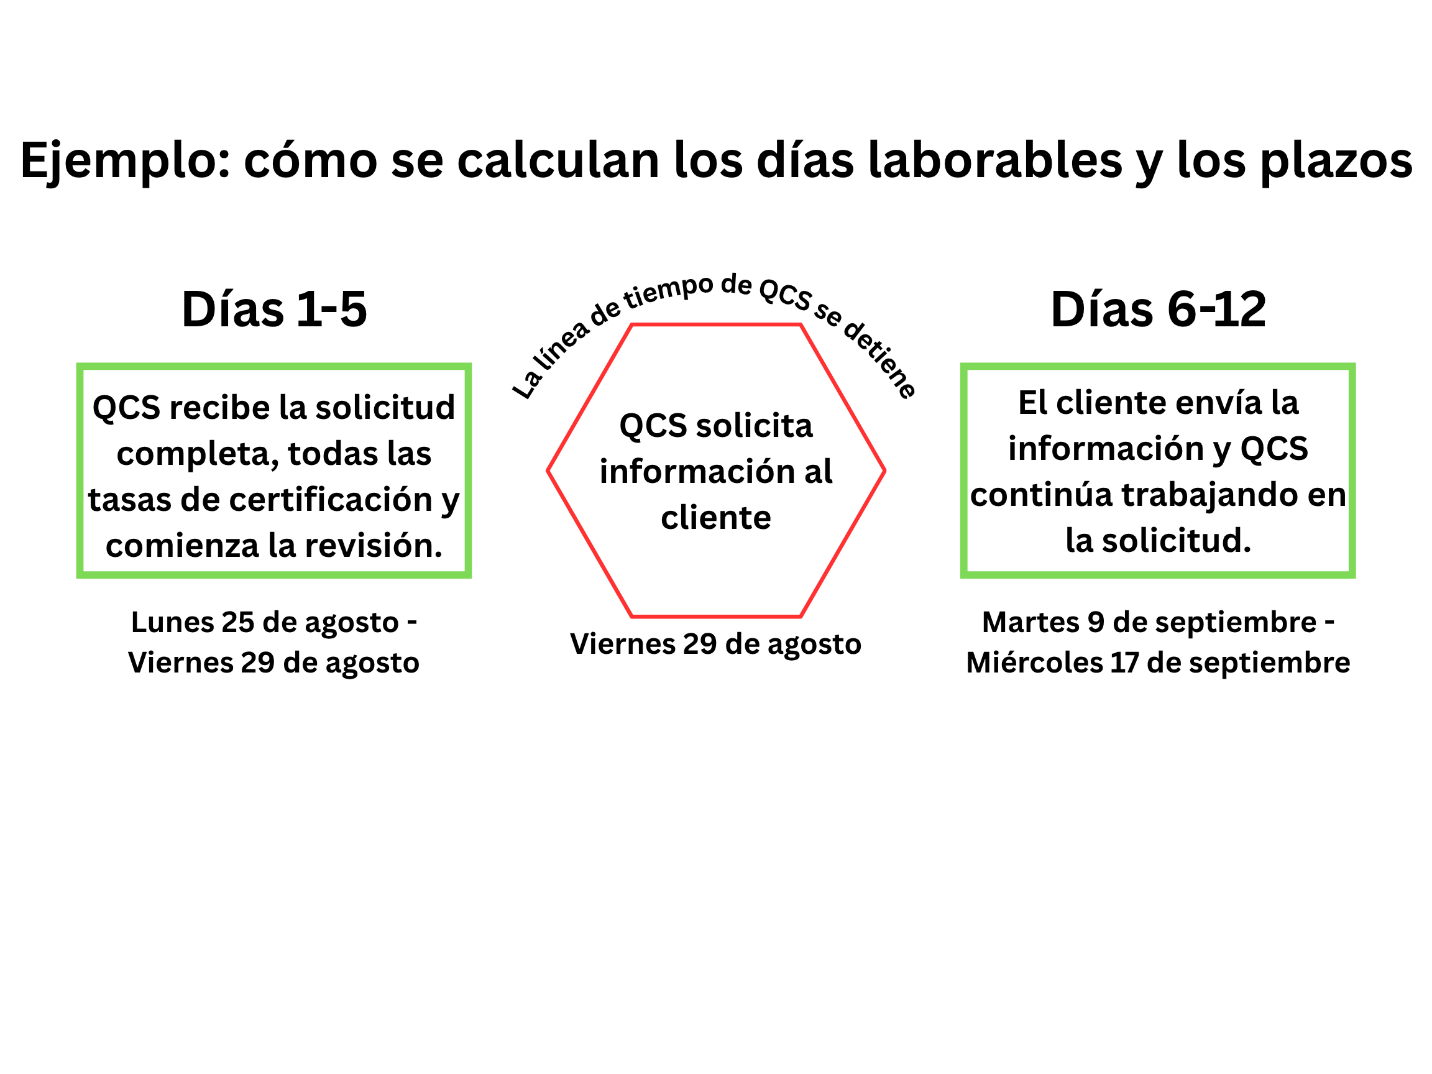 Ejemplo: cómo se calculan los días laborables y los plazos
Días 1-5
QCS recibe la solicitud
completa, todas las
tasas de certificación y
comienza la revisión.
Lunes 25 de agosto -
Viernes 29 de agosto
La línea de tiempo de QCS se detiene
QCS solicita
información al
cliente
Viernes 29 de agosto
Días 6-12
El cliente envía la
información y QCS
continúa trabajando en
la solicitud.
Martes 9 de septiembre -
Miércoles 17 de septiembre